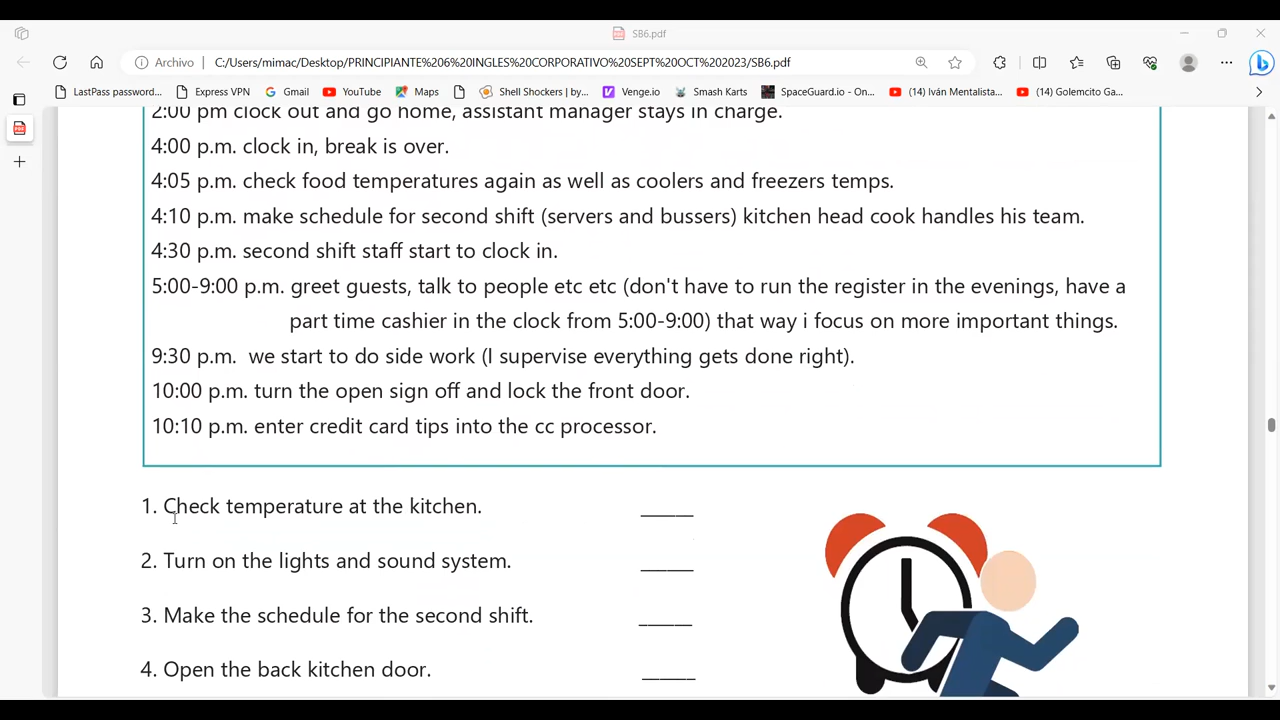 SB6.pdf
Archivo C:/Users/mimac/Desktop/PRINCIPIANTE%206%20INGLES%20CORPORATIVO%20SEPT%20OCT%202023/SB6.pdf
LastPass password... Express VPN Gmail YouTube Maps Shell Shockers | by... Venge.io Smash Karts SpaceGuard.io - On... (14) Iván Mentalista... (14) Golemcito Ga...
2:00 pm clock out and go home, assistant manager stays in charge.
4:00 p.m. clock in, break is over.
4:05 p.m. check food temperatures again as well as coolers and freezers temps.
4:10 p.m. make schedule for second shift (servers and bussers) kitchen head cook handles his team.
4:30 p.m. second shift staff start to clock in.
5:00-9:00 p.m. greet guests, talk to people etc etc (don't have to run the register in the evenings, have a
part time cashier in the clock from 5:00-9:00) that way i focus on more important things.
9:30 p.m. we start to do side work (I supervise everything gets done right).
10:00 p.m. turn the open sign off and lock the front door.
10:10 p.m. enter credit card tips into the cc processor.
1. Check temperature at the kitchen. _____
2. Turn on the lights and sound system. _____
3. Make the schedule for the second shift. _____
4. Open the back kitchen door. _____